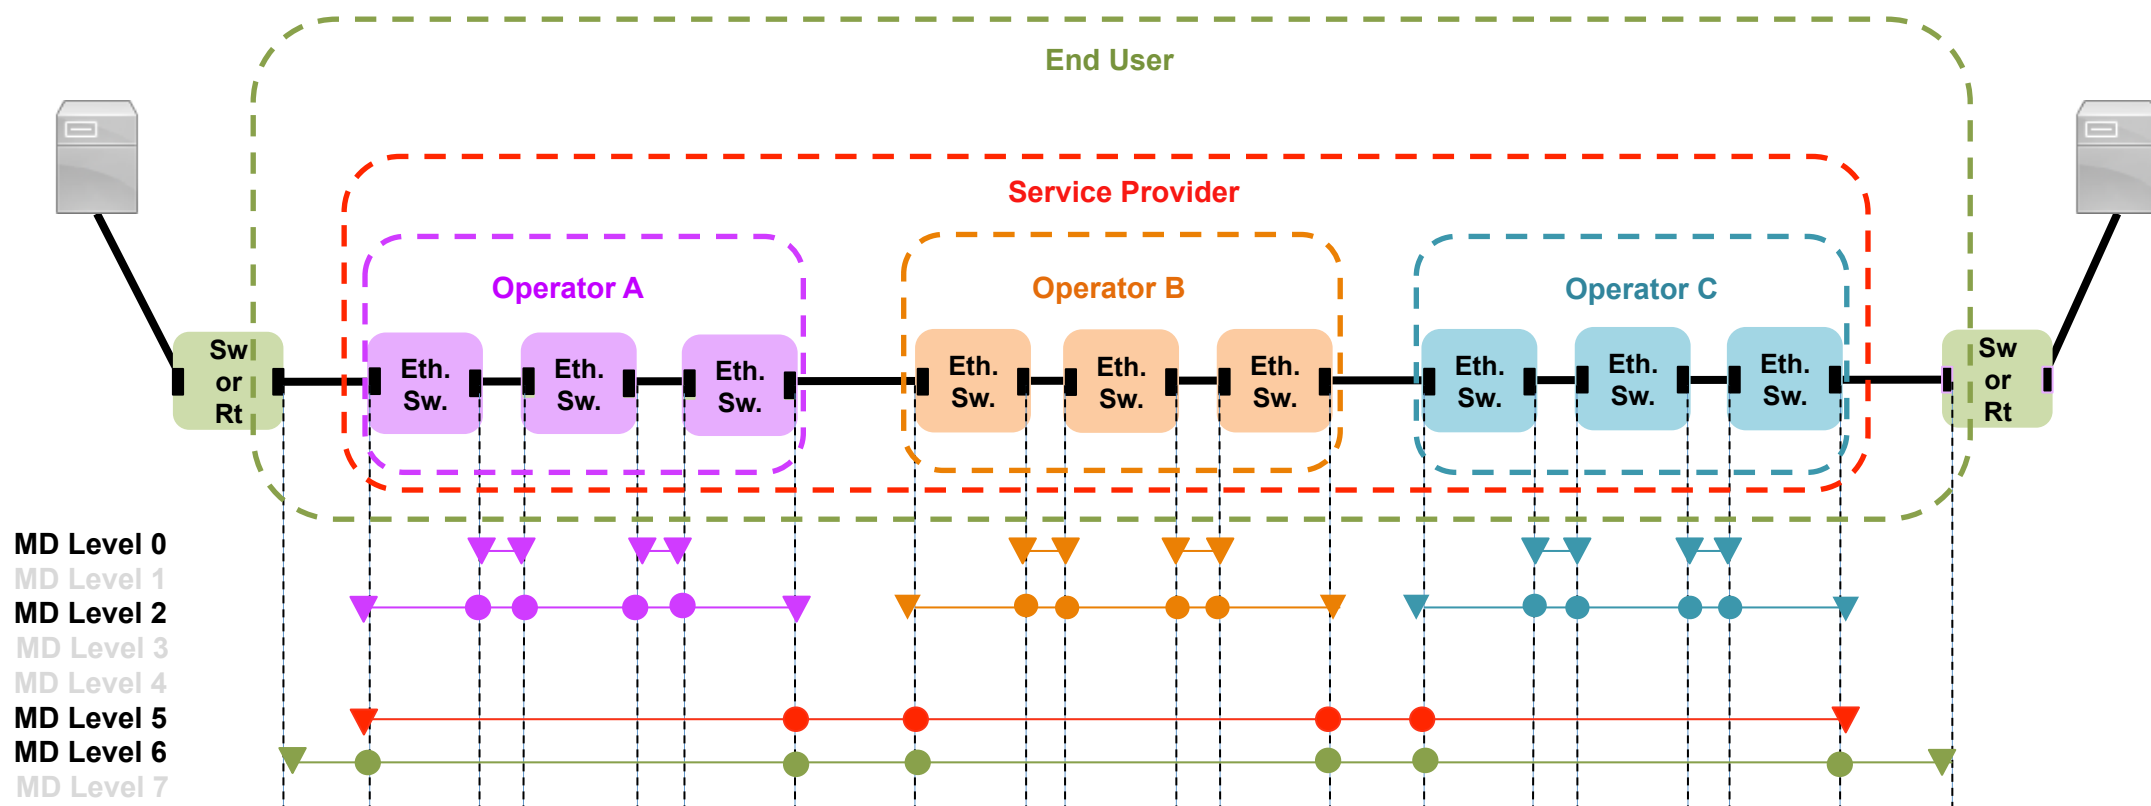 End User
Service Provider
Operator A
Operator B
Operator C
Sw
or
Rt
Eth.
Sw.
Eth.
Sw.
Eth.
Sw.
Eth.
Sw.
Eth.
Sw.
Eth.
Sw.
Eth.
Sw.
Eth.
Sw.
Eth.
Sw.
Sw
or
Rt
MD Level 0
MD Level 1
MD Level 2
MD Level 3
MD Level 4
MD Level 5
MD Level 6
MD Level 7